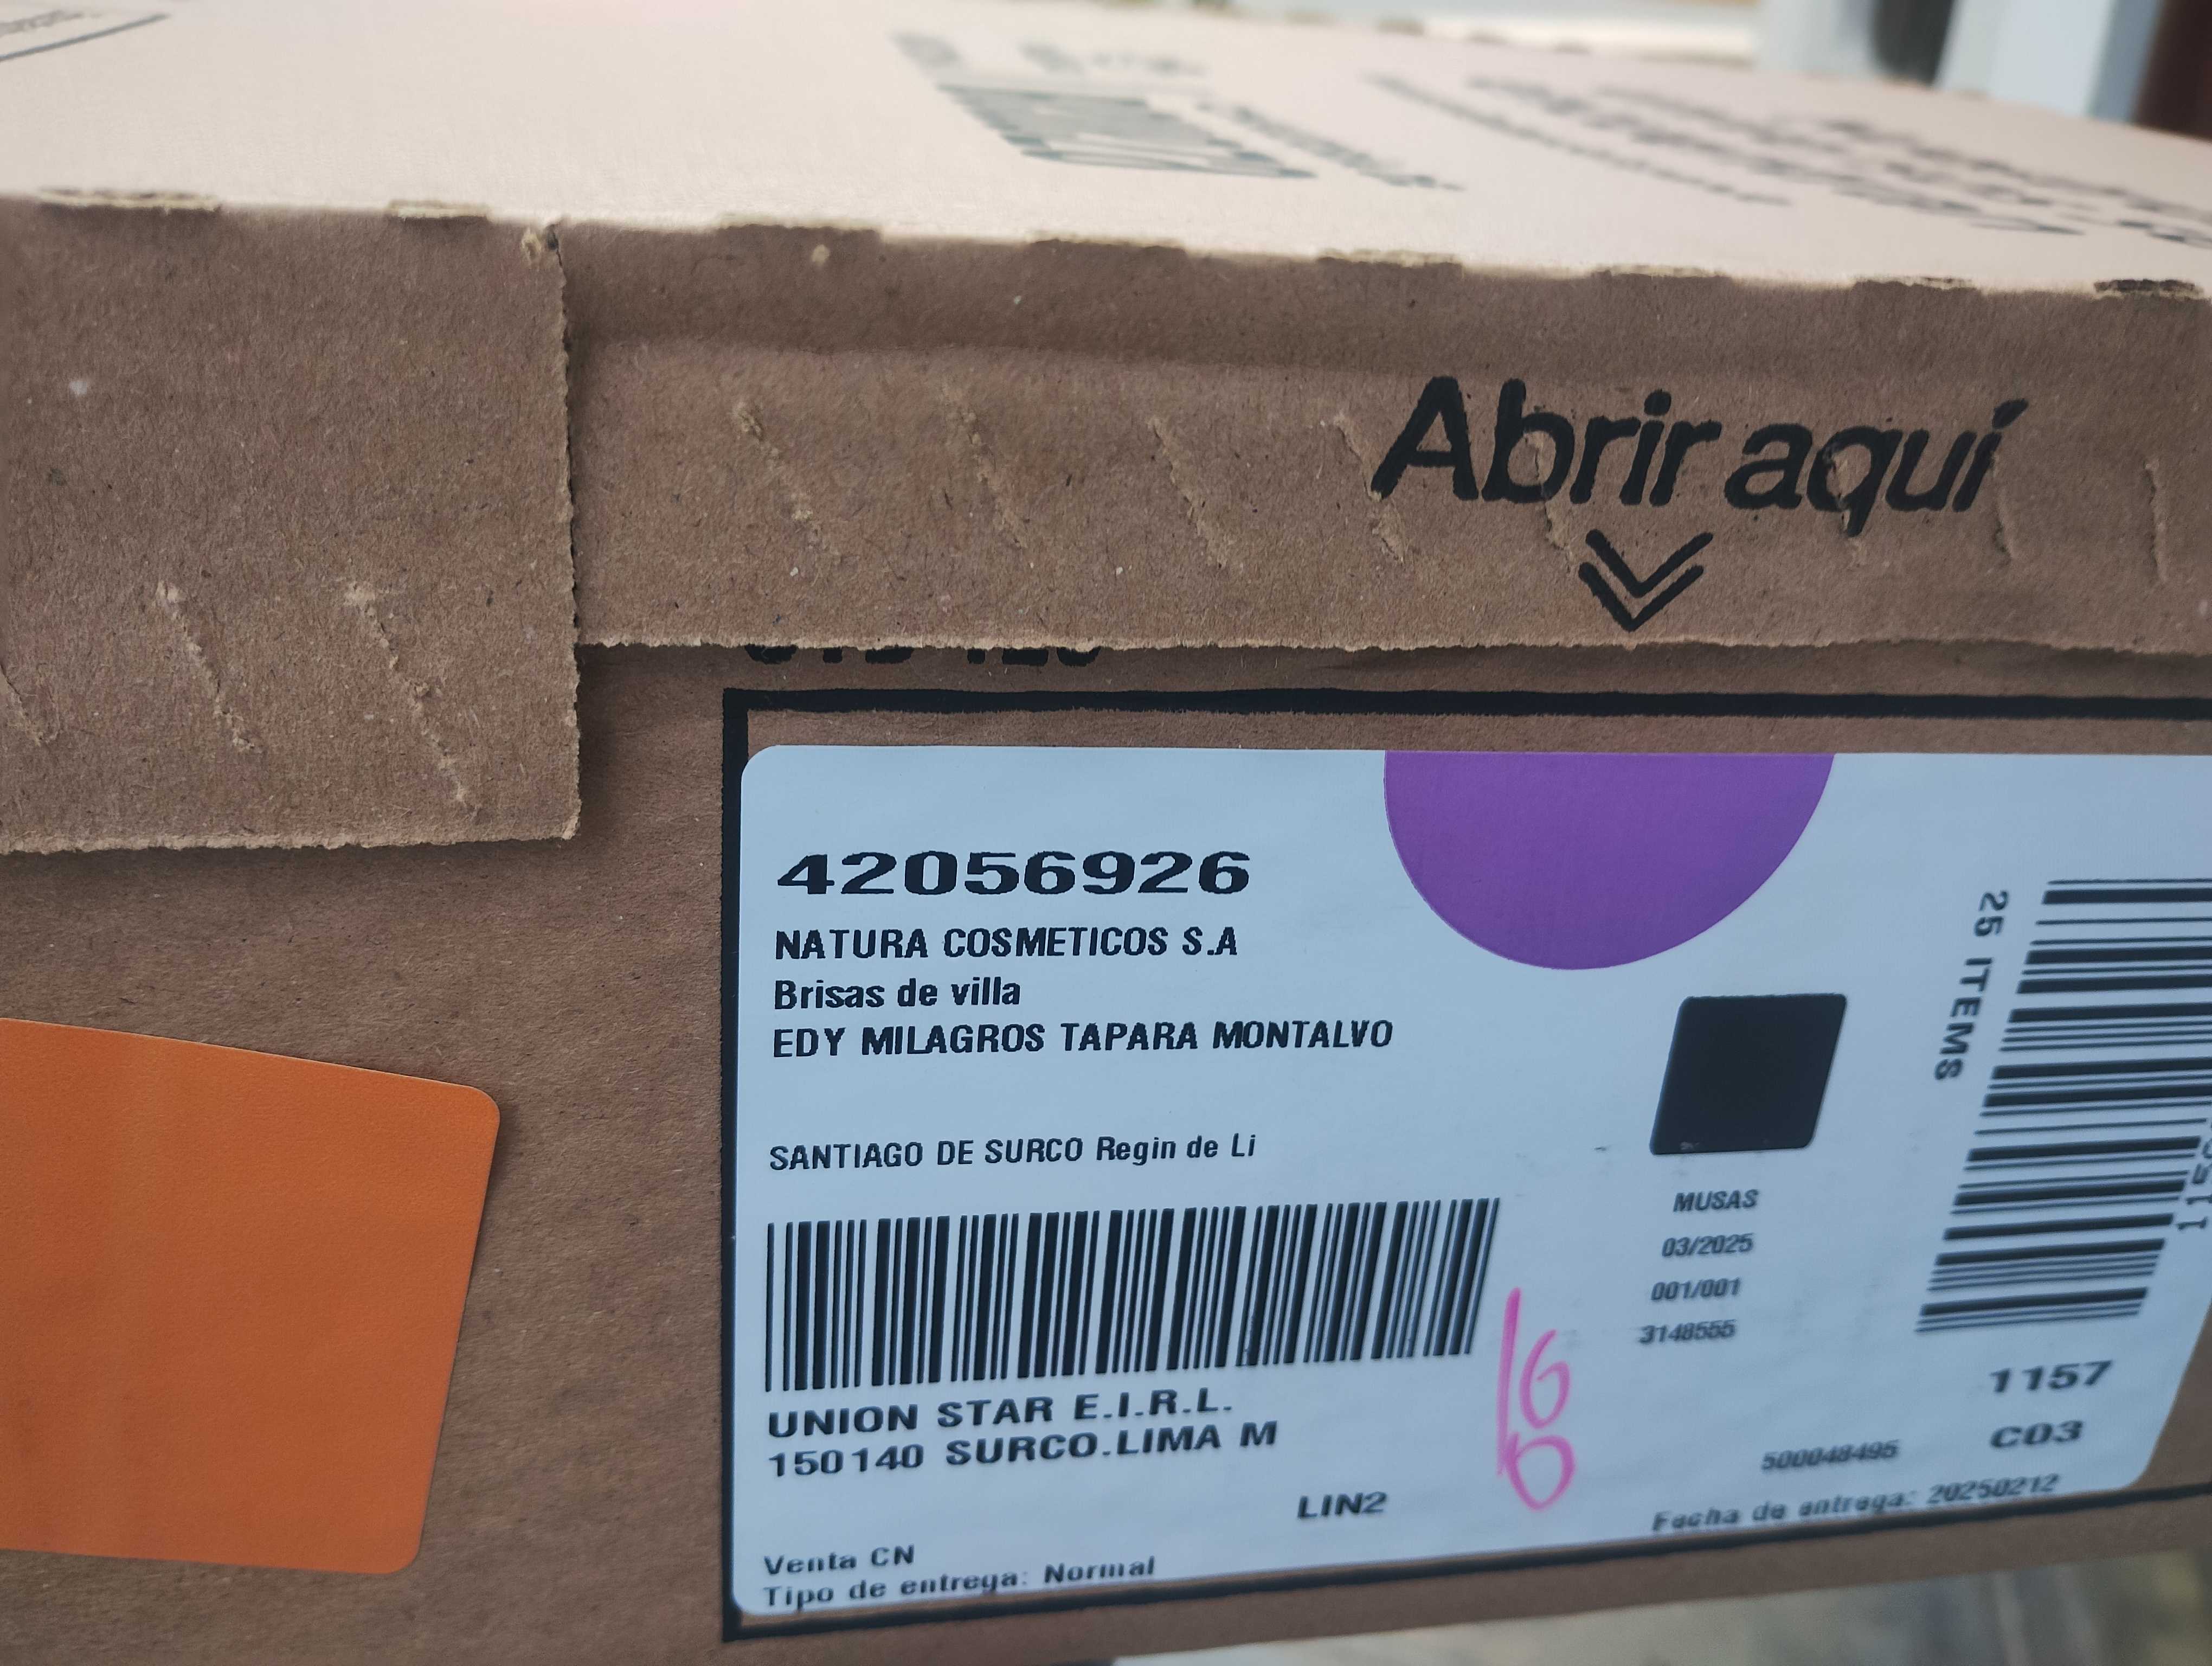 Abrir aquí
42056926
NATURA COSMETICOS S.A
Brisas de villa
EDY MILAGROS TAPARA MONTALVO
SANTIAGO DE SURCO Regin de Li
25 ITEMS
MUSAS
03/2025
001/001
3148555
UNION STAR E.I.R.L.
150140 SURCO.LIMA M
16
1157
C03
500048495
LIN2
Fecha de entrega: 20250212
Venta CN
Tipo de entrega: Normal